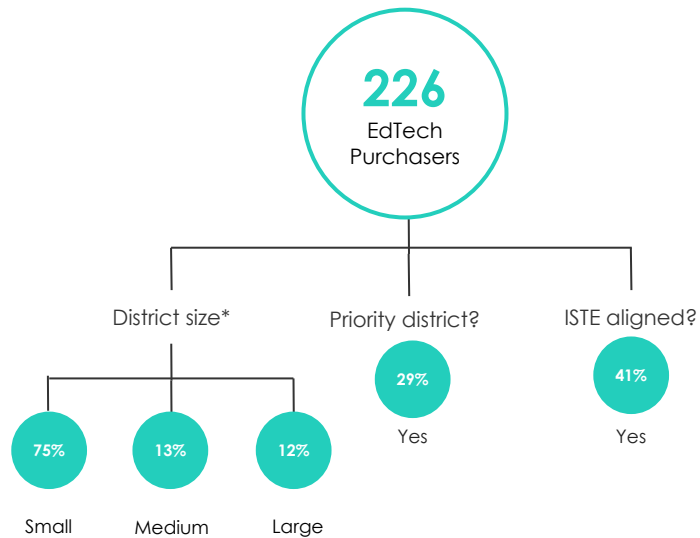 226
EdTech
Purchasers
District size*
Priority district?
ISTE aligned?
29%
41%
Yes
Yes
75%
13%
12%
Small
Medium
Large